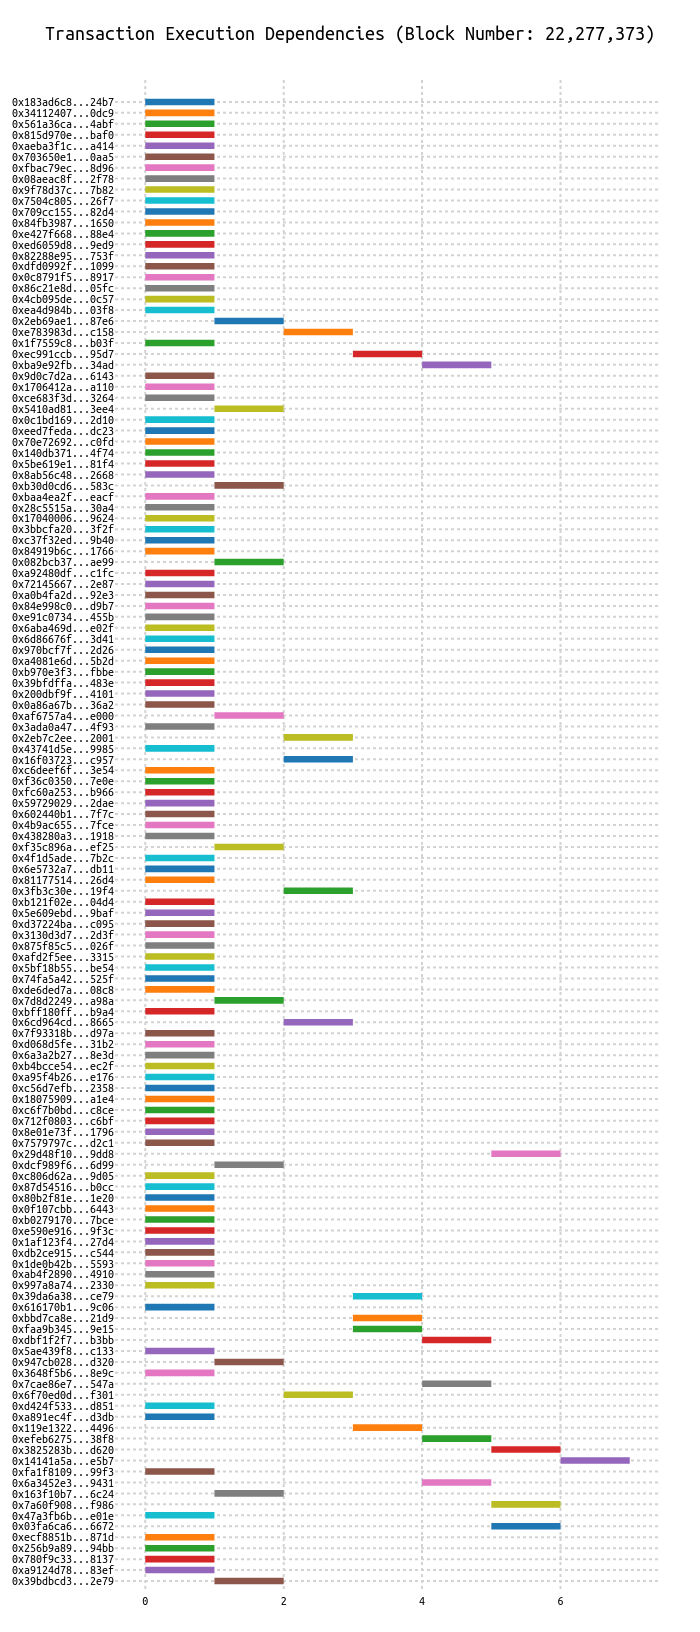 Transaction Execution Dependencies (Block Number: 22,277,373)
0x183ad6c8...24b7
0x34112407...0dc9
0x561a36ca...4abf
0x815d970e...baf0
0xaeba3f1c...a414
0x703650e1...0aa5
0xfbac79ec...8d96
0x08aeac8f...2f78
0x9f78d37c...7b82
0x7504c805...26f7
0x709cc155...82d4
0x84fb3987...1650
0xe427f668...88e4
0xed6059d8...9ed9
0x82288e95...753f
0xdfd0992f...1099
0x0c8791f5...8917
0x86c21e8d...05fc
0x4cb095de...0c57
0xea4d984b...03f8
0x2eb69ae1...87e6
0xe783983d...c158
0x1f7559c8...b03f
0xec991ccb...95d7
0xba9e92fb...34ad
0x9d0c7d2a...6143
0x1706412a...a110
0xce683f3d...3264
0x5410ad81...3ee4
0x0c1bd169...2d10
0xeed7feda...dc23
0x70e72692...c0fd
0x140db371...4f74
0x5be619e1...81f4
0x8ab56c48...2668
0xb30d0cd6...583c
0xbaa4ea2f...eacf
0x28c5515a...30a4
0x17040006...9624
0x3bbcfa20...3f2f
0xc37f32ed...9b40
0x84919b6c...1766
0x082bcb37...ae99
0xa92480df...c1fc
0x72145667...2e87
0xa0b4fa2d...92e3
0x84e998c0...d9b7
0xe91c0734...455b
0x6aba469d...e02f
0x6d86676f...3d41
0x970bcf7f...2d26
0xa4081e6d...5b2d
0xb970e3f3...fbbe
0x39bfdffa...483e
0x200dbf9f...4101
0x0a86a67b...36a2
0xaf6757a4...e000
0x3ada0a47...4f93
0x2eb7c2ee...2001
0x43741d5e...9985
0x16f03723...c957
0xc6deef6f...3e54
0xf36c0350...7e0e
0xfc60a253...b966
0x59729029...2dae
0x602440b1...7f7c
0x4b9ac655...7fce
0x438280a3...1918
0xf35c896a...ef25
0x4f1d5ade...7b2c
0x6e5732a7...db11
0x81177514...26d4
0x3fb3c30e...19f4
0xb121f02e...04d4
0x5e609ebd...9baf
0xd37224ba...c095
0x3130d3d7...2d3f
0x875f85c5...026f
0xafd2f5ee...3315
0x5bf18b55...be54
0x74fa5a42...525f
0xde6ded7a...08c8
0x7d8d2249...a98a
0xbff180ff...b9a4
0x6cd964cd...8665
0x7f93318b...d97a
0xd068d5fe...31b2
0x6a3a2b27...8e3d
0xb4bcce54...ec2f
0xa95f4b26...e176
0xc56d7efb...2358
0x18075909...a1e4
0xc6f7b0bd...c8ce
0x712f0803...c6bf
0x8e01e73f...1796
0x7579797c...d2c1
0x29d48f10...9dd8
0xdcf989f6...6d99
0xc806d62a...9d05
0x87d54516...b0cc
0x80b2f81e...1e20
0x0f107cbb...6443
0xb0279170...7bce
0xe590e916...9f3c
0x1af123f4...27d4
0xdb2ce915...c544
0x1de0b42b...5593
0xab4f2890...4910
0x997a8a74...2330
0x39da6a38...ce79
0x616170b1...9c06
0xbbd7ca8e...21d9
0xfaa9b345...9e15
0xdbf1f2f7...b3bb
0x5ae439f8...c133
0x947cb028...d320
0x3648f5b6...8e9c
0x7cae86e7...547a
0x6f70ed0d...f301
0xd424f533...d851
0xa891ec4f...d3db
0x119e1322...4496
0xefeb6275...38f8
0x3825283b...d620
0x14141a5a...e5b7
0xfa1f8109...99f3
0x6a3452e3...9431
0x163f10b7...6c24
0x7a60f908...f986
0x47a3fb6b...e01e
0x03fa6ca6...6672
0xecf8851b...871d
0x256b9a89...94bb
0x780f9c33...8137
0xa9124d78...83ef
0x39bdbcd3...2e79
0 2 4 6